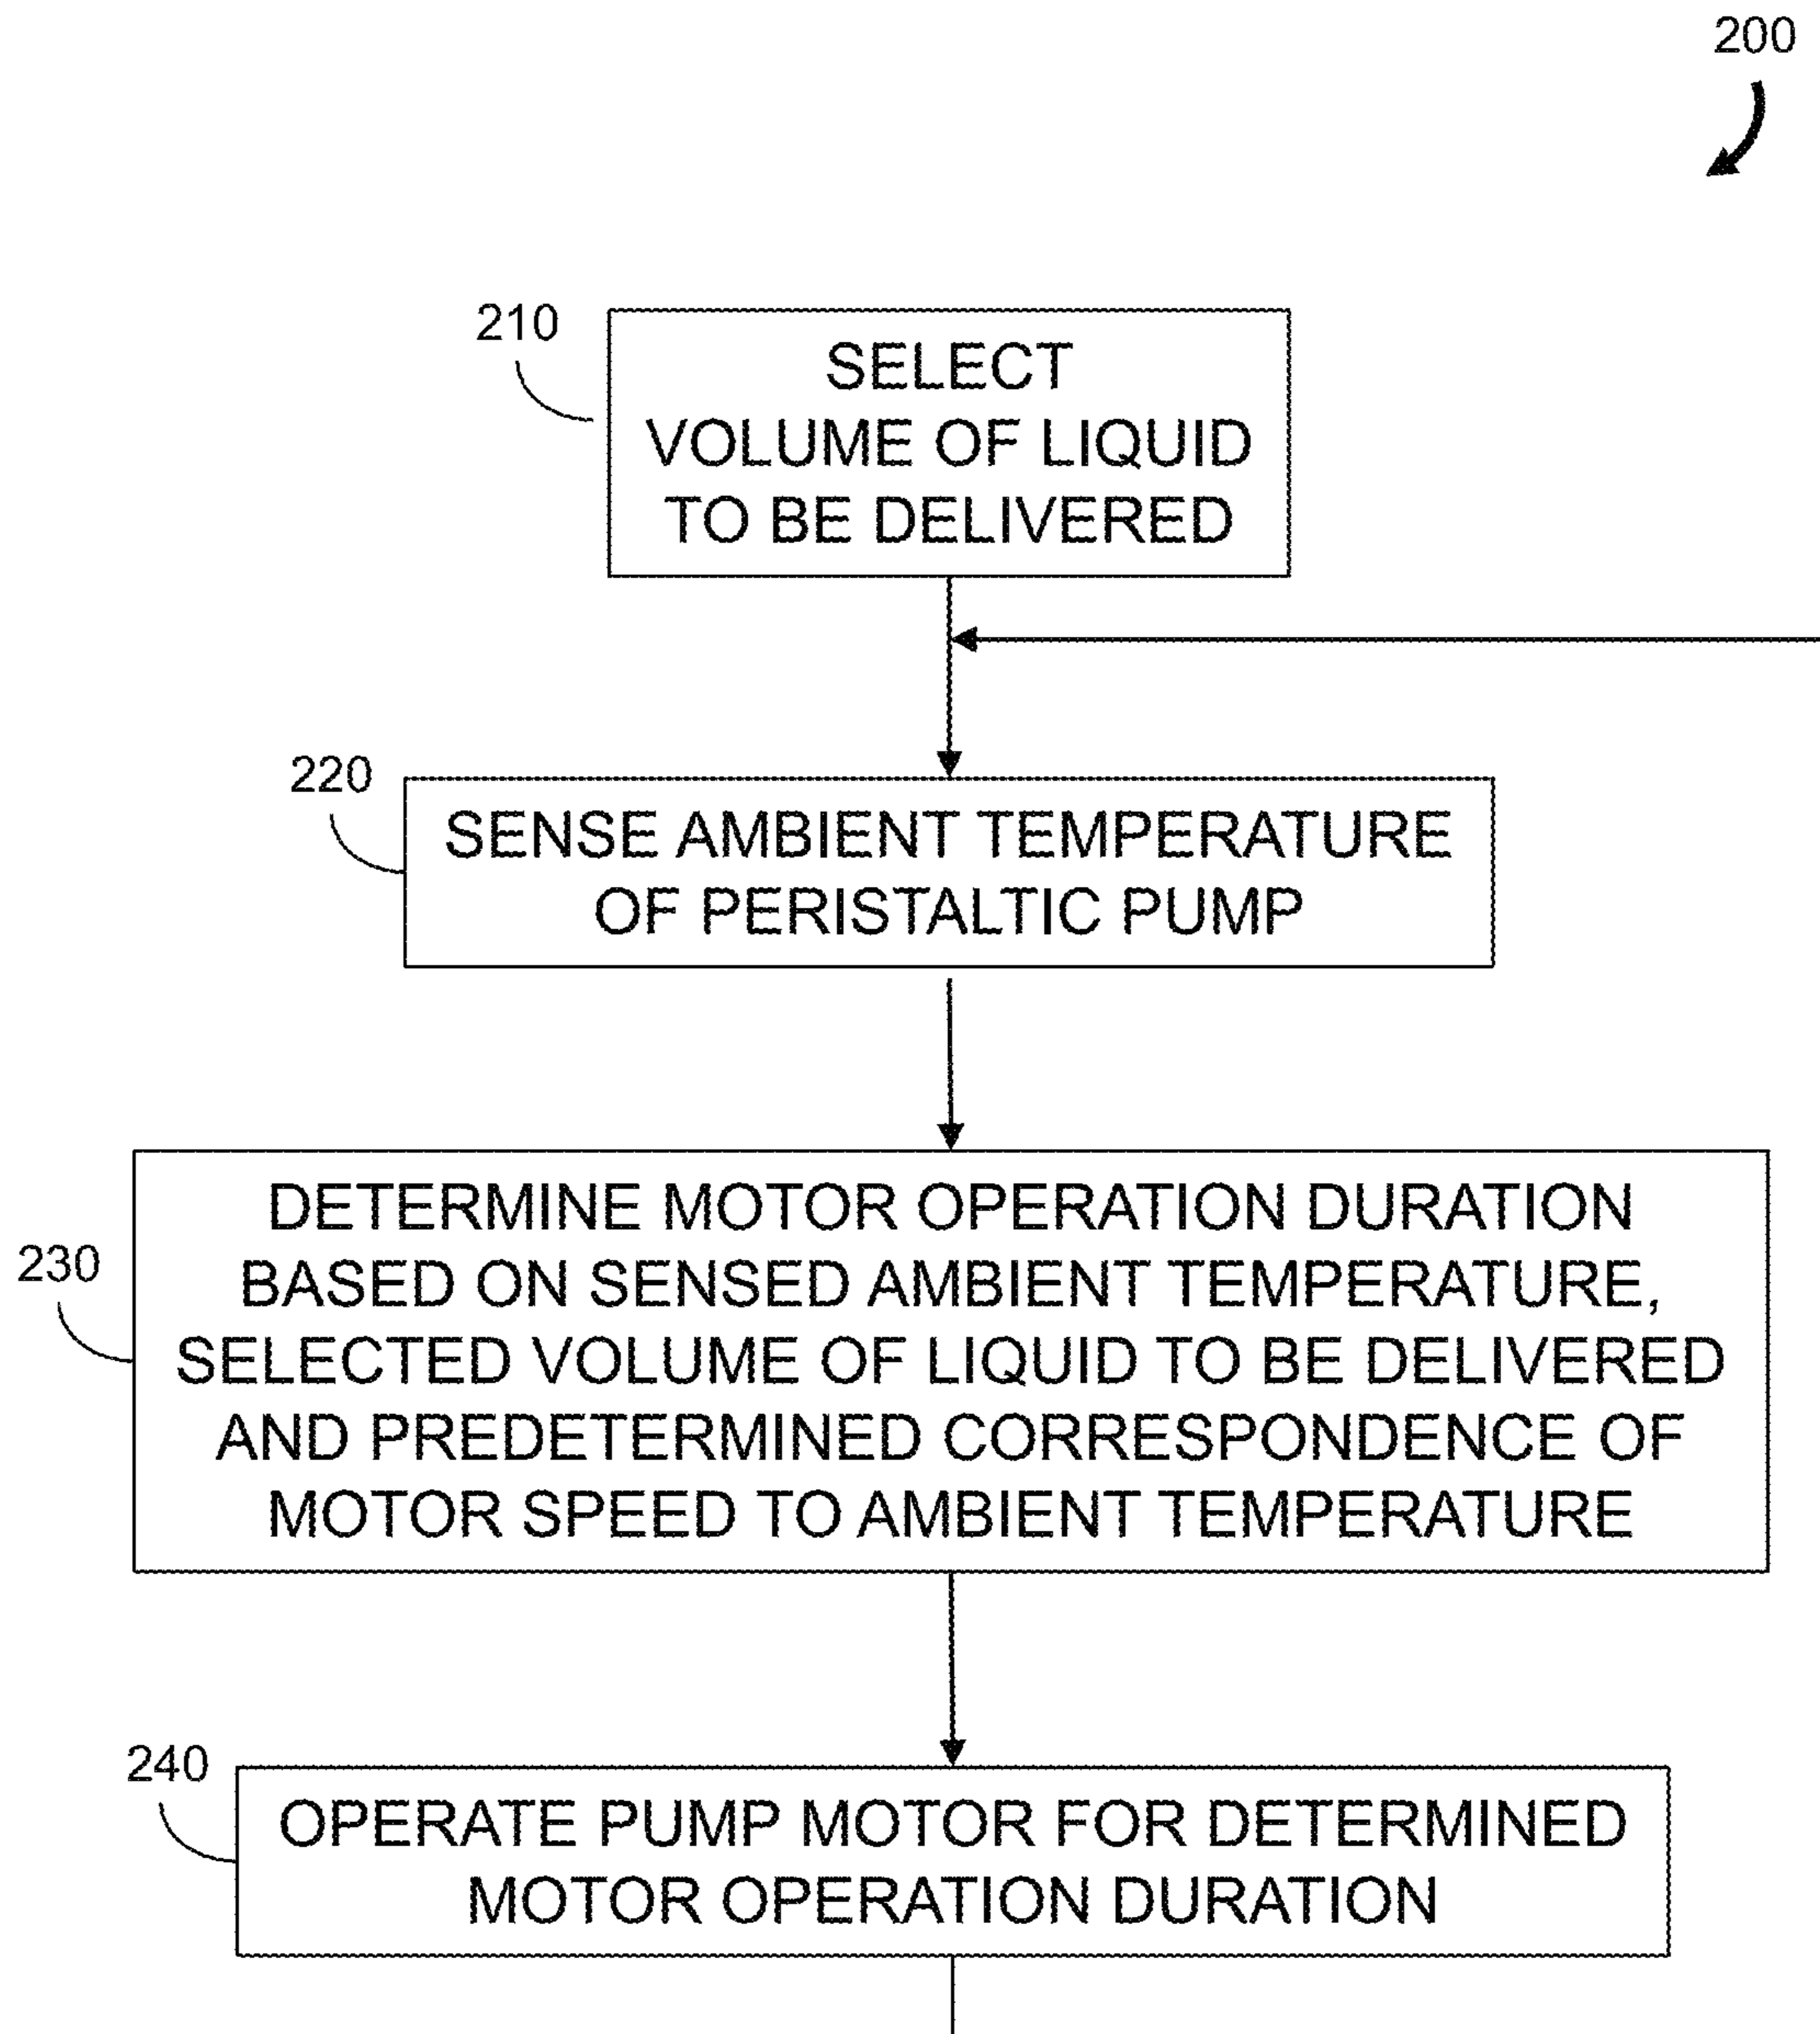 200
210
SELECT
VOLUME OF LIQUID
TO BE DELIVERED
220
SENSE AMBIENT TEMPERATURE
OF PERISTALTIC PUMP
230
DETERMINE MOTOR OPERATION DURATION
BASED ON SENSED AMBIENT TEMPERATURE,
SELECTED VOLUME OF LIQUID TO BE DELIVERED
AND PREDETERMINED CORRESPONDENCE OF
MOTOR SPEED TO AMBIENT TEMPERATURE
240
OPERATE PUMP MOTOR FOR DETERMINED
MOTOR OPERATION DURATION